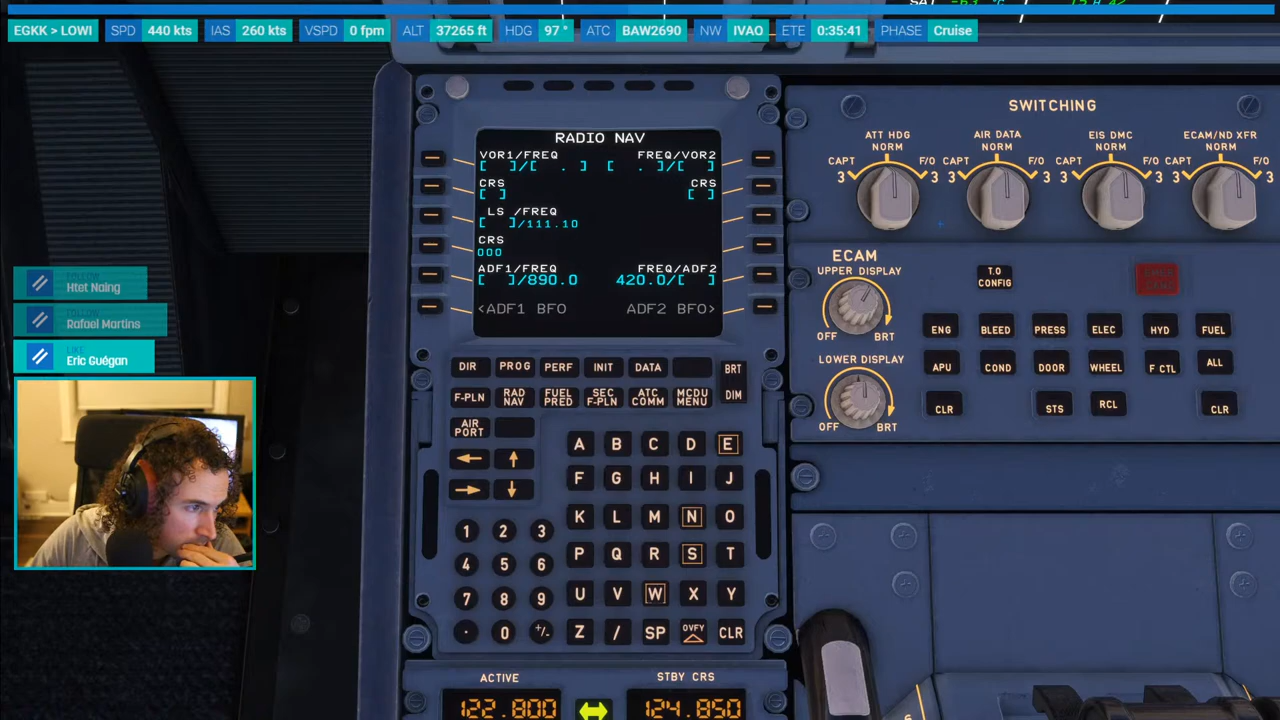 EGKK > LOWI SPD 440 kts IAS 260 kts VSPD 0 fpm ALT 37265 ft HDG 97 ° ATC BAW2690 NW IVAO ETE 0:35:41 PHASE Cruise
RADIO NAV
VOR1/FREQ FREQ/VOR2
[ ]/[ . ] [ . ]/[ ]
CRS CRS
[ ] [ ]
LS /FREQ
[ ]/111.10
CRS
000
ADF1/FREQ FREQ/ADF2
[ ]/890.0 420.0/[ ]
<ADF1 BFO ADF2 BFO>
DIR PROG PERF INIT DATA BRT
F-PLN RAD NAV FUEL PRED SEC F-PLN ATC COMM MCDU MENU DIM
AIR PORT
A B C D E
F G H I J
K L M N O
1 2 3
P Q R S T
4 5 6
U V W X Y
7 8 9
. 0 +/- Z / SP OVFY CLR
ACTIVE STBY CRS
122.800 124.850
SWITCHING
ATT HDG AIR DATA EIS DMC ECAM/ND XFR
NORM NORM NORM NORM
CAPT F/O CAPT F/O CAPT F/O CAPT F/O
3 3 3 3 3 3 3 3
ECAM
UPPER DISPLAY
OFF BRT
LOWER DISPLAY
OFF BRT
T.O
CONFIG
ENG BLEED PRESS ELEC HYD FUEL
APU COND DOOR WHEEL F CTL ALL
CLR STS RCL CLR
Htet Naing
Rafael Martins
Eric Guégan